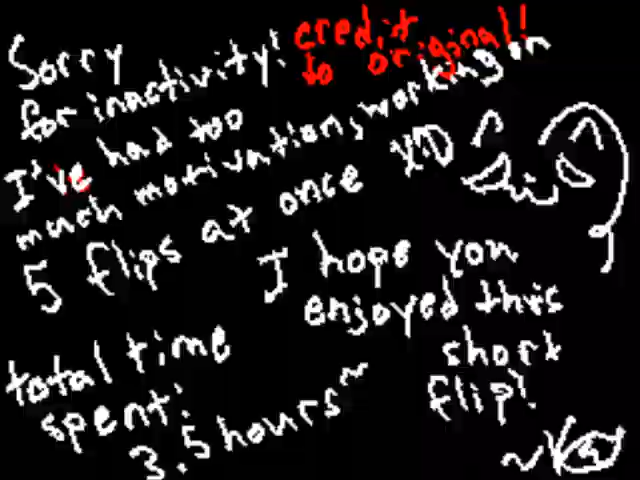 Sorry
for inactivity!
credit
to original!
I've had too
much motivation, working on
5 flips at once XD
I hope you
enjoyed this
short
flip!
total time
spent:
3.5 hours~